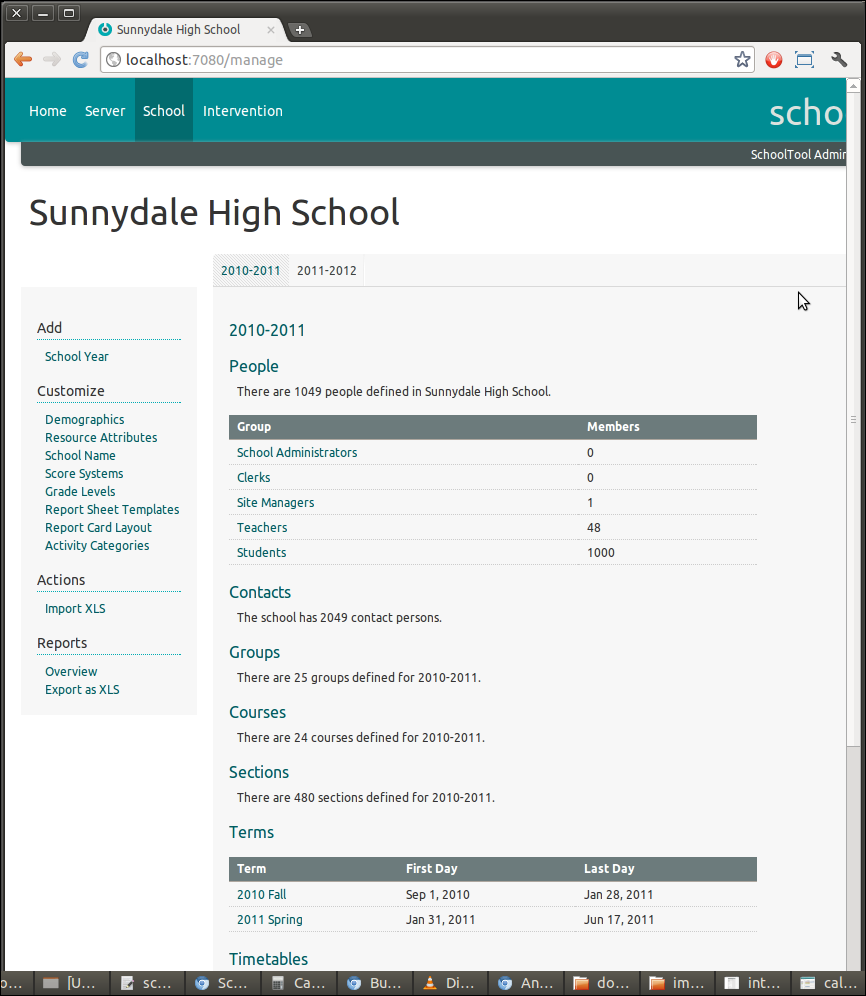 Sunnydale High School
localhost:7080/manage
Home Server School Intervention scho
SchoolTool Admin
Sunnydale High School
2010-2011 2011-2012
Add
School Year
Customize
Demographics
Resource Attributes
School Name
Score Systems
Grade Levels
Report Sheet Templates
Report Card Layout
Activity Categories
Actions
Import XLS
Reports
Overview
Export as XLS
2010-2011
People
There are 1049 people defined in Sunnydale High School.
Group Members
School Administrators 0
Clerks 0
Site Managers 1
Teachers 48
Students 1000
Contacts
The school has 2049 contact persons.
Groups
There are 25 groups defined for 2010-2011.
Courses
There are 24 courses defined for 2010-2011.
Sections
There are 480 sections defined for 2010-2011.
Terms
Term First Day Last Day
2010 Fall Sep 1, 2010 Jan 28, 2011
2011 Spring Jan 31, 2011 Jun 17, 2011
Timetables
o... [U... sc... Sc... Ca... Bu... Di... An... do... im... int... cal...